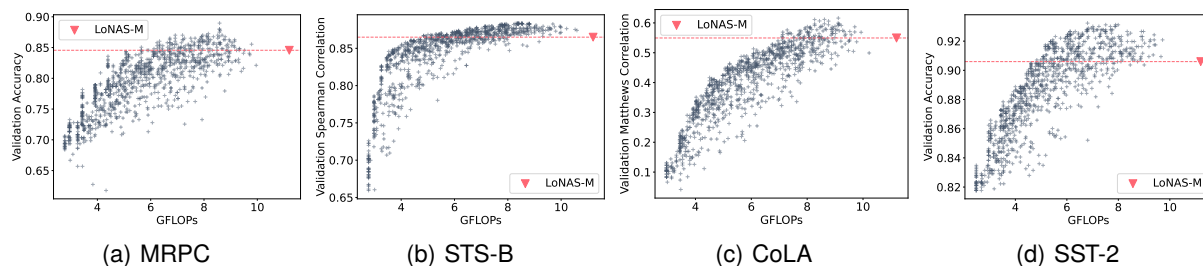 Validation Accuracy
0.90
0.85
0.80
0.75
0.70
0.65
LoNAS-M
4 6 8 10
GFLOPs
(a) MRPC
Validation Spearman Correlation
0.85
0.80
0.75
0.70
0.65
LoNAS-M
4 6 8 10
GFLOPs
(b) STS-B
Validation Matthews Correlation
0.6
0.5
0.4
0.3
0.2
0.1
LoNAS-M
4 6 8 10
GFLOPs
(c) CoLA
Validation Accuracy
0.92
0.90
0.88
0.86
0.84
0.82
LoNAS-M
4 6 8 10
GFLOPs
(d) SST-2